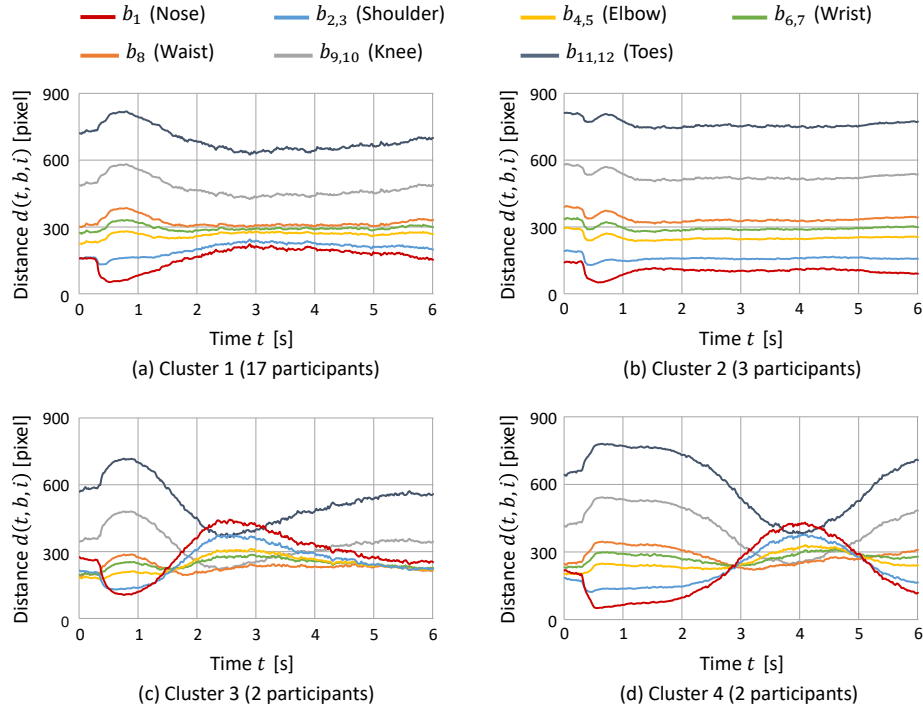 b₁ (Nose) b₂,₃ (Shoulder) b₄,₅ (Elbow) b₆,₇ (Wrist)
b₈ (Waist) b₉,₁₀ (Knee) b₁₁,₁₂ (Toes)
900 900
600 600
300 300
0 0
Distance d(t, b, i) [pixel] Distance d(t, b, i) [pixel]
0 1 2 3 4 5 6 0 1 2 3 4 5 6
Time t [s] Time t [s]
(a) Cluster 1 (17 participants) (b) Cluster 2 (3 participants)
900 900
600 600
300 300
0 0
Distance d(t, b, i) [pixel] Distance d(t, b, i) [pixel]
0 1 2 3 4 5 6 0 1 2 3 4 5 6
Time t [s] Time t [s]
(c) Cluster 3 (2 participants) (d) Cluster 4 (2 participants)